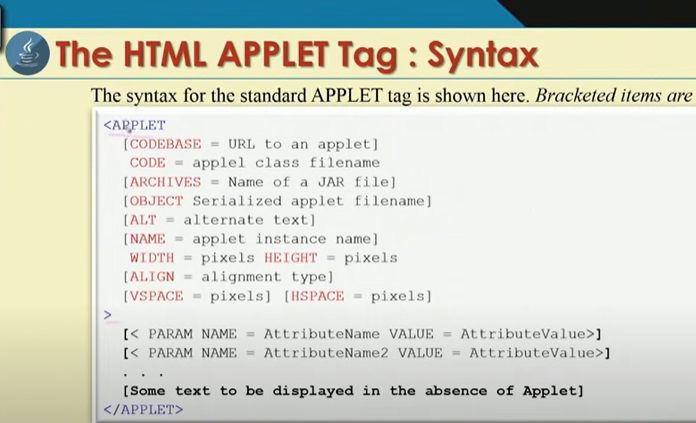 The HTML APPLET Tag : Syntax
The syntax for the standard APPLET tag is shown here. Bracketed items are
<APPLET
[CODEBASE = URL to an applet]
CODE = applel class filename
[ARCHIVES = Name of a JAR file]
[OBJECT Serialized applet filename]
[ALT = alternate text]
[NAME = applet instance name]
WIDTH = pixels HEIGHT = pixels
[ALIGN = alignment type]
[VSPACE = pixels] [HSPACE = pixels]
>
[< PARAM NAME = AttributeName VALUE = AttributeValue>]
[< PARAM NAME = AttributeName2 VALUE = AttributeValue>]
. . .
[Some text to be displayed in the absence of Applet]
</APPLET>